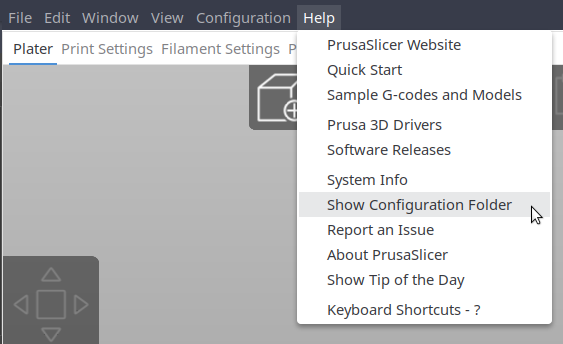 File Edit Window View Configuration Help
Plater Print Settings Filament Settings P
PrusaSlicer Website
Quick Start
Sample G-codes and Models
Prusa 3D Drivers
Software Releases
System Info
Show Configuration Folder
Report an Issue
About PrusaSlicer
Show Tip of the Day
Keyboard Shortcuts - ?